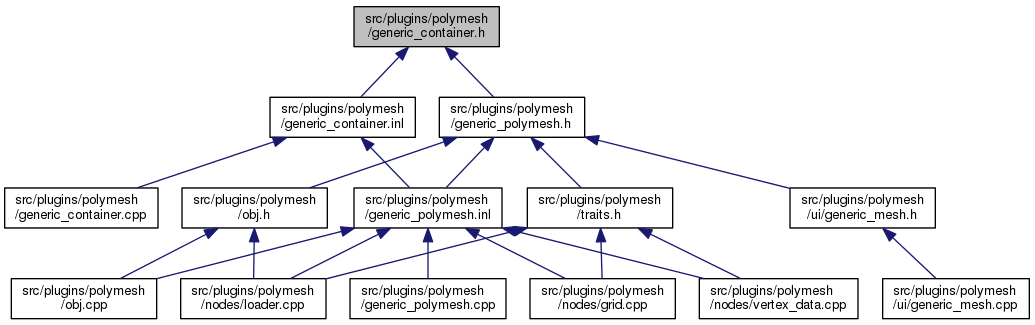 src/plugins/polymesh
/generic_container.h
src/plugins/polymesh
/generic_container.inl
src/plugins/polymesh
/generic_polymesh.h
src/plugins/polymesh
/generic_container.cpp
src/plugins/polymesh
/obj.h
src/plugins/polymesh
/generic_polymesh.inl
src/plugins/polymesh
/traits.h
src/plugins/polymesh
/ui/generic_mesh.h
src/plugins/polymesh
/obj.cpp
src/plugins/polymesh
/nodes/loader.cpp
src/plugins/polymesh
/generic_polymesh.cpp
src/plugins/polymesh
/nodes/grid.cpp
src/plugins/polymesh
/nodes/vertex_data.cpp
src/plugins/polymesh
/ui/generic_mesh.cpp